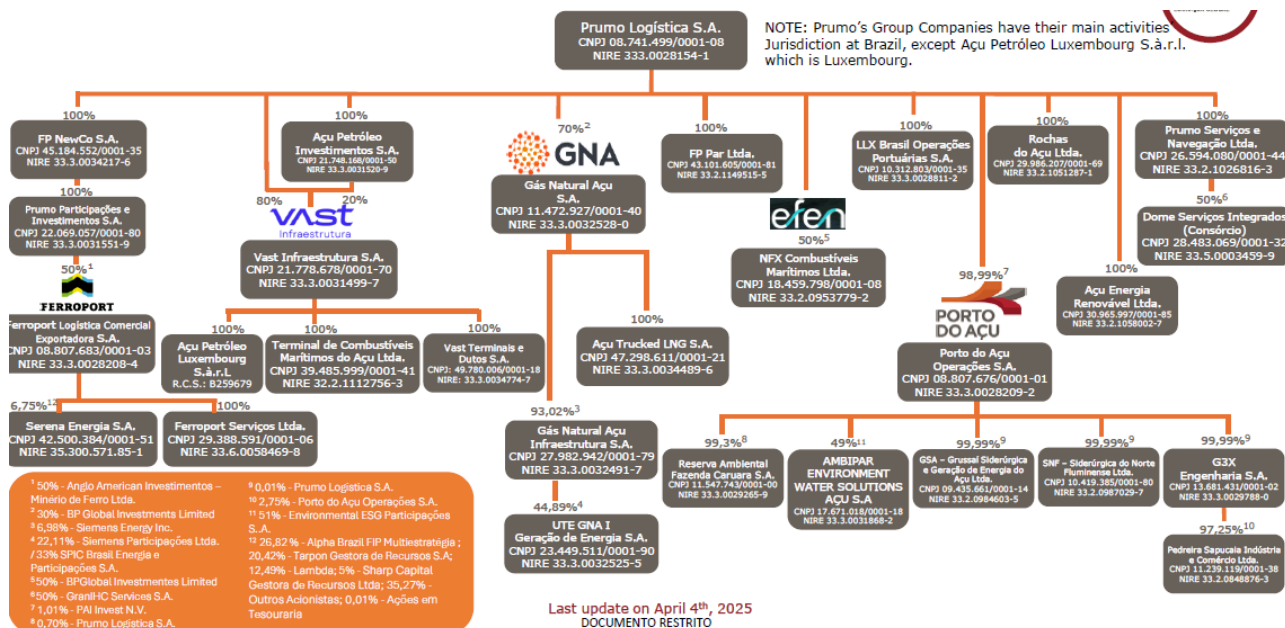 Prumo Logística S.A.
CNPJ 08.741.499/0001-08
NIRE 333.0028154-1
NOTE: Prumo's Group Companies have their main activities
Jurisdiction at Brazil, except Açu Petróleo Luxembourg S.à.r.l.
which is Luxembourg.
100%
FP NewCo S.A.
CNPJ 45.184.552/0001-35
NIRE 33.3.0034217-6
100%
Prumo Participações e
Investimentos S.A.
CNPJ 22.069.057/0001-80
NIRE 33.3.0031551-9
50%¹
FERROPORT
Ferroport Logística Comercial
Exportadora S.A.
CNPJ 08.807.683/0001-03
NIRE 33.3.0028208-4
6,75%¹²
Serena Energia S.A.
CNPJ 42.500.384/0001-51
NIRE 35.300.571.85-1
100%
Ferroport Serviços Ltda.
CNPJ 29.388.591/0001-06
NIRE 33.6.0058469-8
100%
Açu Petróleo
Investimentos S.A.
CNPJ 21.748.168/0001-50
NIRE 33.3.0031520-9
80%
20%
VAST
Infraestrutura
Vast Infraestrutura S.A.
CNPJ 21.778.678/0001-70
NIRE 33.3.0031499-7
100%
Açu Petróleo
Luxembourg
S.à.r.L
R.C.S.: B259679
100%
Terminal de Combustíveis
Marítimos do Açu Ltda.
CNPJ 39.485.999/0001-41
NIRE 32.2.1112756-3
100%
Vast Terminais e
Dutos S.A.
CNPJ: 49.780.006/0001-18
NIRE: 33.3.0034774-7
70%²
GNA
Gás Natural Açu
S.A.
CNPJ 11.472.927/0001-40
NIRE 33.3.0032528-0
100%
Açu Trucked LNG S.A.
CNPJ 47.298.611/0001-21
NIRE 33.3.0034489-6
93,02%³
Gás Natural Açu
Infraestrutura S.A.
CNPJ 27.982.942/0001-79
NIRE 33.3.0032491-7
44,89%⁴
UTE GNA I
Geração de Energia S.A.
CNPJ 23.449.511/0001-90
NIRE 33.3.0032525-5
100%
FP Par Ltda.
CNPJ 43.101.605/0001-81
NIRE 33.2.1149515-5
efen
50%⁵
NFX Combustíveis
Marítimos Ltda.
CNPJ 18.459.798/0001-08
NIRE 33.2.0953779-2
100%
LLX Brasil Operações
Portuárias S.A.
CNPJ 10.312.803/0001-35
NIRE 33.3.0028811-2
98,99%⁷
PORTO
DO AÇU
Porto do Açu
Operações S.A.
CNPJ 08.807.676/0001-01
NIRE 33.3.0028209-2
100%
Rochas
do Açu Ltda.
CNPJ 29.986.207/0001-69
NIRE 33.2.1051287-1
100%
Açu Energia
Renovável Ltda.
CNPJ 30.965.997/0001-85
NIRE 33.2.1058002-7
100%
Prumo Serviços e
Navegação Ltda.
CNPJ 26.594.080/0001-44
NIRE 33.2.1026816-3
50%⁶
Dome Serviços Integrados
(Consórcio)
CNPJ 28.483.069/0001-32
NIRE 33.5.0003459-9
99,3%⁸
Reserva Ambiental
Fazenda Caruara S.A.
CNPJ 11.547.743/0001-00
NIRE 33.3.0029265-9
49%¹¹
AMBIPAR
ENVIRONMENT
WATER SOLUTIONS
AÇU S.A
CNPJ 17.671.018/0001-18
NIRE 33.3.0031868-2
99,99%⁹
GSA – Grussaí Siderúrgica
e Geração de Energia do
Açu Ltda.
CNPJ 09.435.661/0001-14
NIRE 33.2.0984603-5
99,99%⁹
SNF – Siderúrgica do Norte
Fluminense Ltda.
CNPJ 10.419.385/0001-80
NIRE 33.2.0987029-7
99,99%⁹
G3X
Engenharia S.A.
CNPJ 13.681.431/0001-02
NIRE 33.3.0029788-0
97,25%¹⁰
Pedreira Sapucaia Indústria
e Comércio Ltda.
CNPJ 11.239.119/0001-38
NIRE 33.2.0848876-3
¹ 50% - Anglo American Investimentos –
Minério de Ferro Ltda.
² 30% - BP Global Investments Limited
³ 6,98% - Siemens Energy Inc.
⁴ 22,11% - Siemens Participações Ltda.
/ 33% SPIC Brasil Energia e
Participações S.A.
⁵ 50% - BPGlobal Investmentes Limited
⁶ 50% - GranIHC Services S.A.
⁷ 1,01% - PAI Invest N.V.
⁸ 0,70% - Prumo Logística S.A.
⁹ 0,01% - Prumo Logística S.A.
¹⁰ 2,75% - Porto do Açu Operações S.A.
¹¹ 51% - Environmental ESG Participações
S.A.
¹² 26,82 % - Alpha Brazil FIP Multiestratégia ;
20,42% - Tarpon Gestora de Recursos S.A;
12,49% - Lambda; 5% - Sharp Capital
Gestora de Recursos Ltda; 35,27% -
Outros Acionistas; 0,01% - Ações em
Tesouraria
Last update on April 4th, 2025
DOCUMENTO RESTRITO